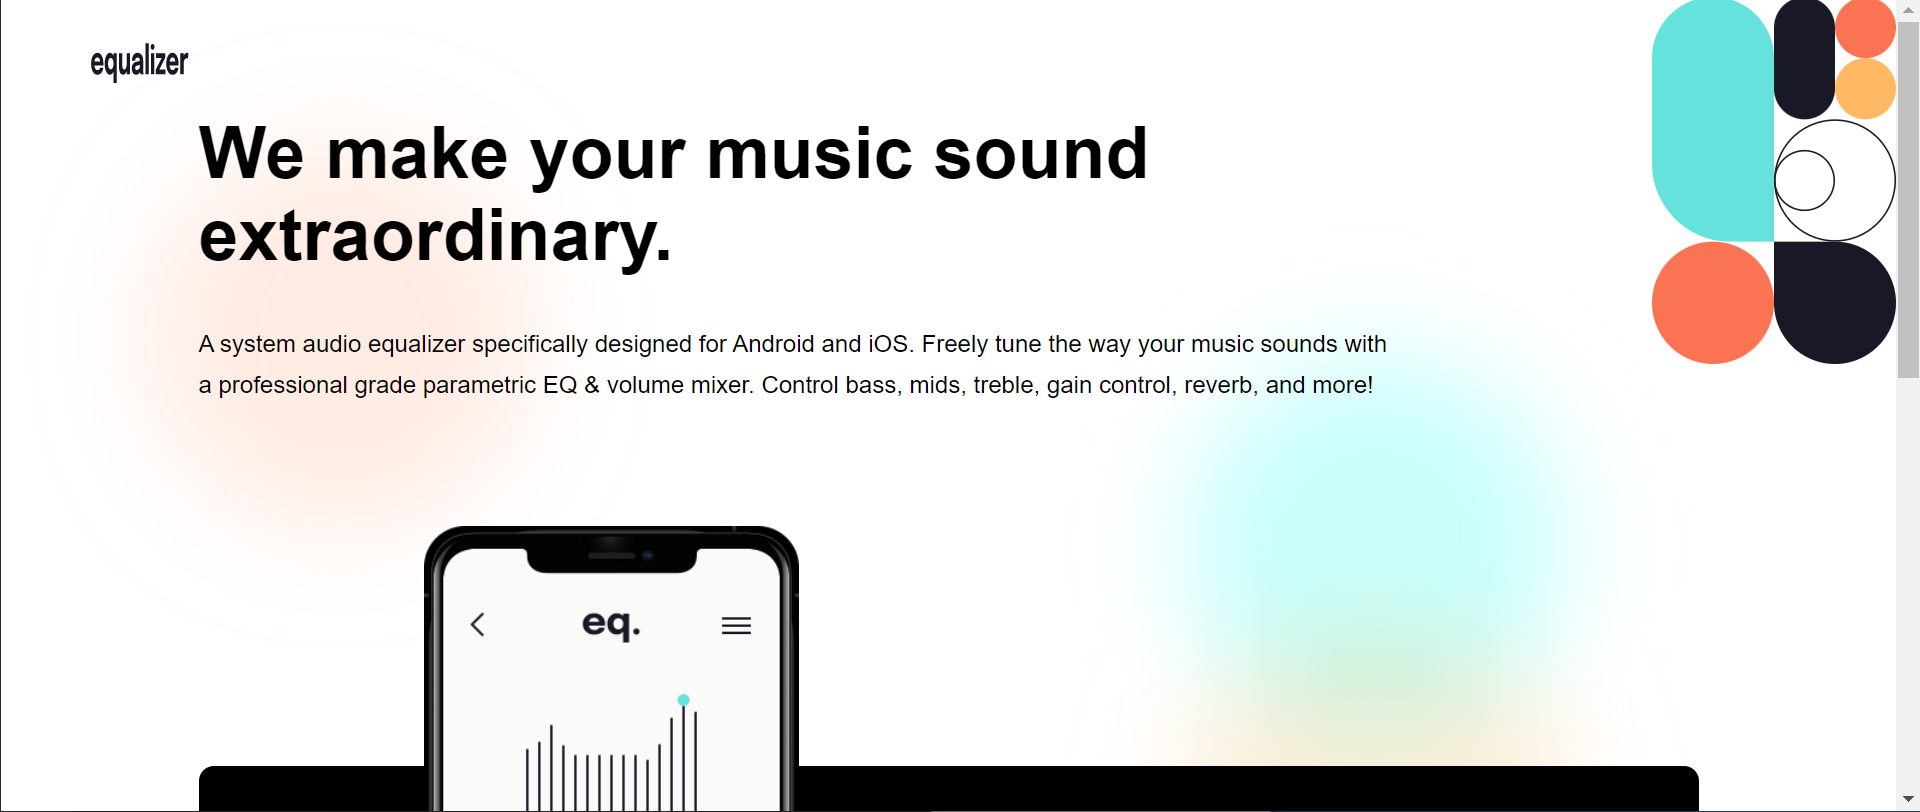 equalizer
We make your music sound
extraordinary.
A system audio equalizer specifically designed for Android and iOS. Freely tune the way your music sounds with
a professional grade parametric EQ & volume mixer. Control bass, mids, treble, gain control, reverb, and more!
eq.